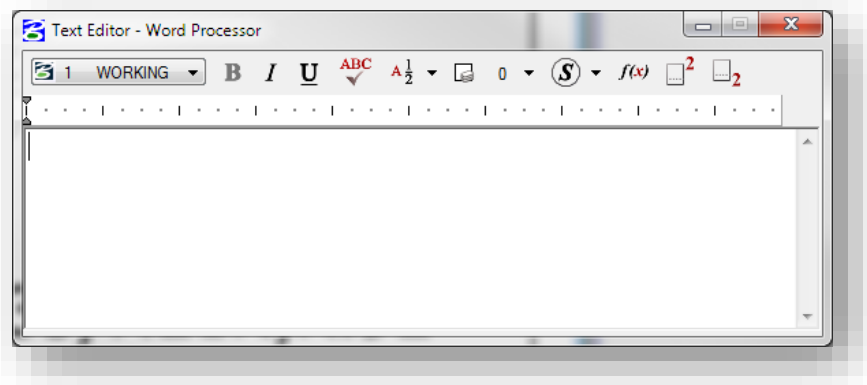 Text Editor - Word Processor
1 WORKING B I U ABC A 1/2 0 S f(x) 2 2